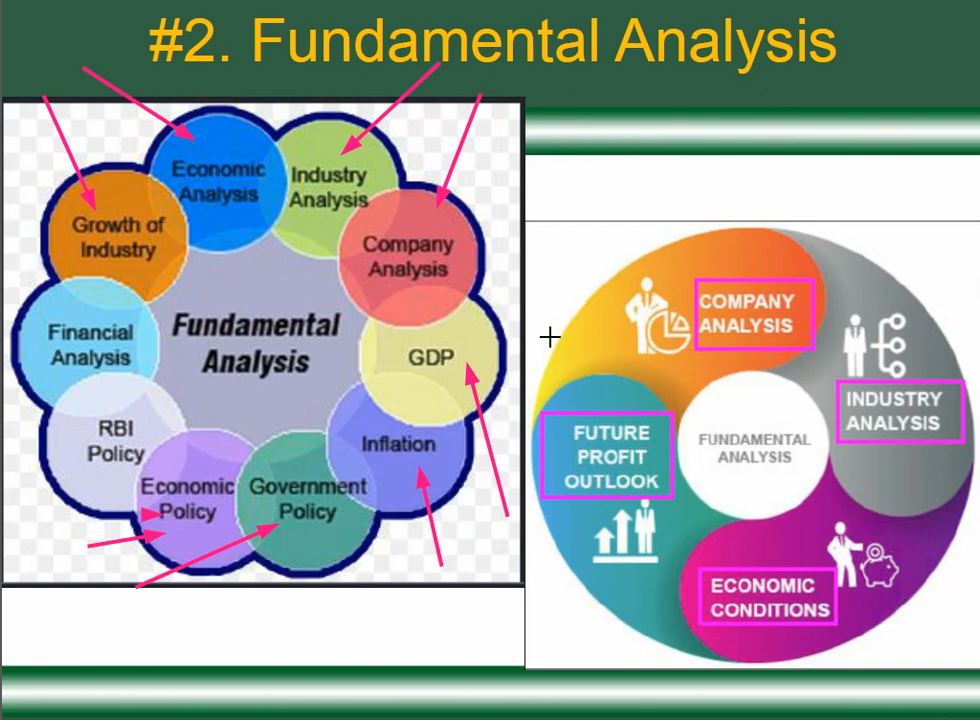 #2. Fundamental Analysis
Economic
Analysis
Industry
Analysis
Growth of
Industry
Company
Analysis
Financial
Analysis
Fundamental
Analysis
GDP
RBI
Policy
Inflation
Economic
Policy
Government
Policy
COMPANY
ANALYSIS
INDUSTRY
ANALYSIS
FUTURE
PROFIT
OUTLOOK
FUNDAMENTAL
ANALYSIS
ECONOMIC
CONDITIONS